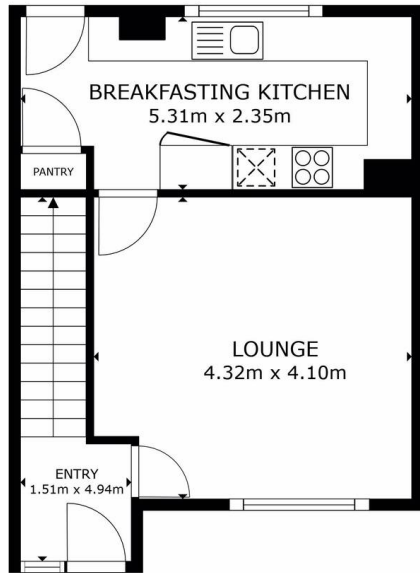 BREAKFASTING KITCHEN
5.31m x 2.35m
PANTRY
LOUNGE
4.32m x 4.10m
ENTRY
1.51m x 4.94m